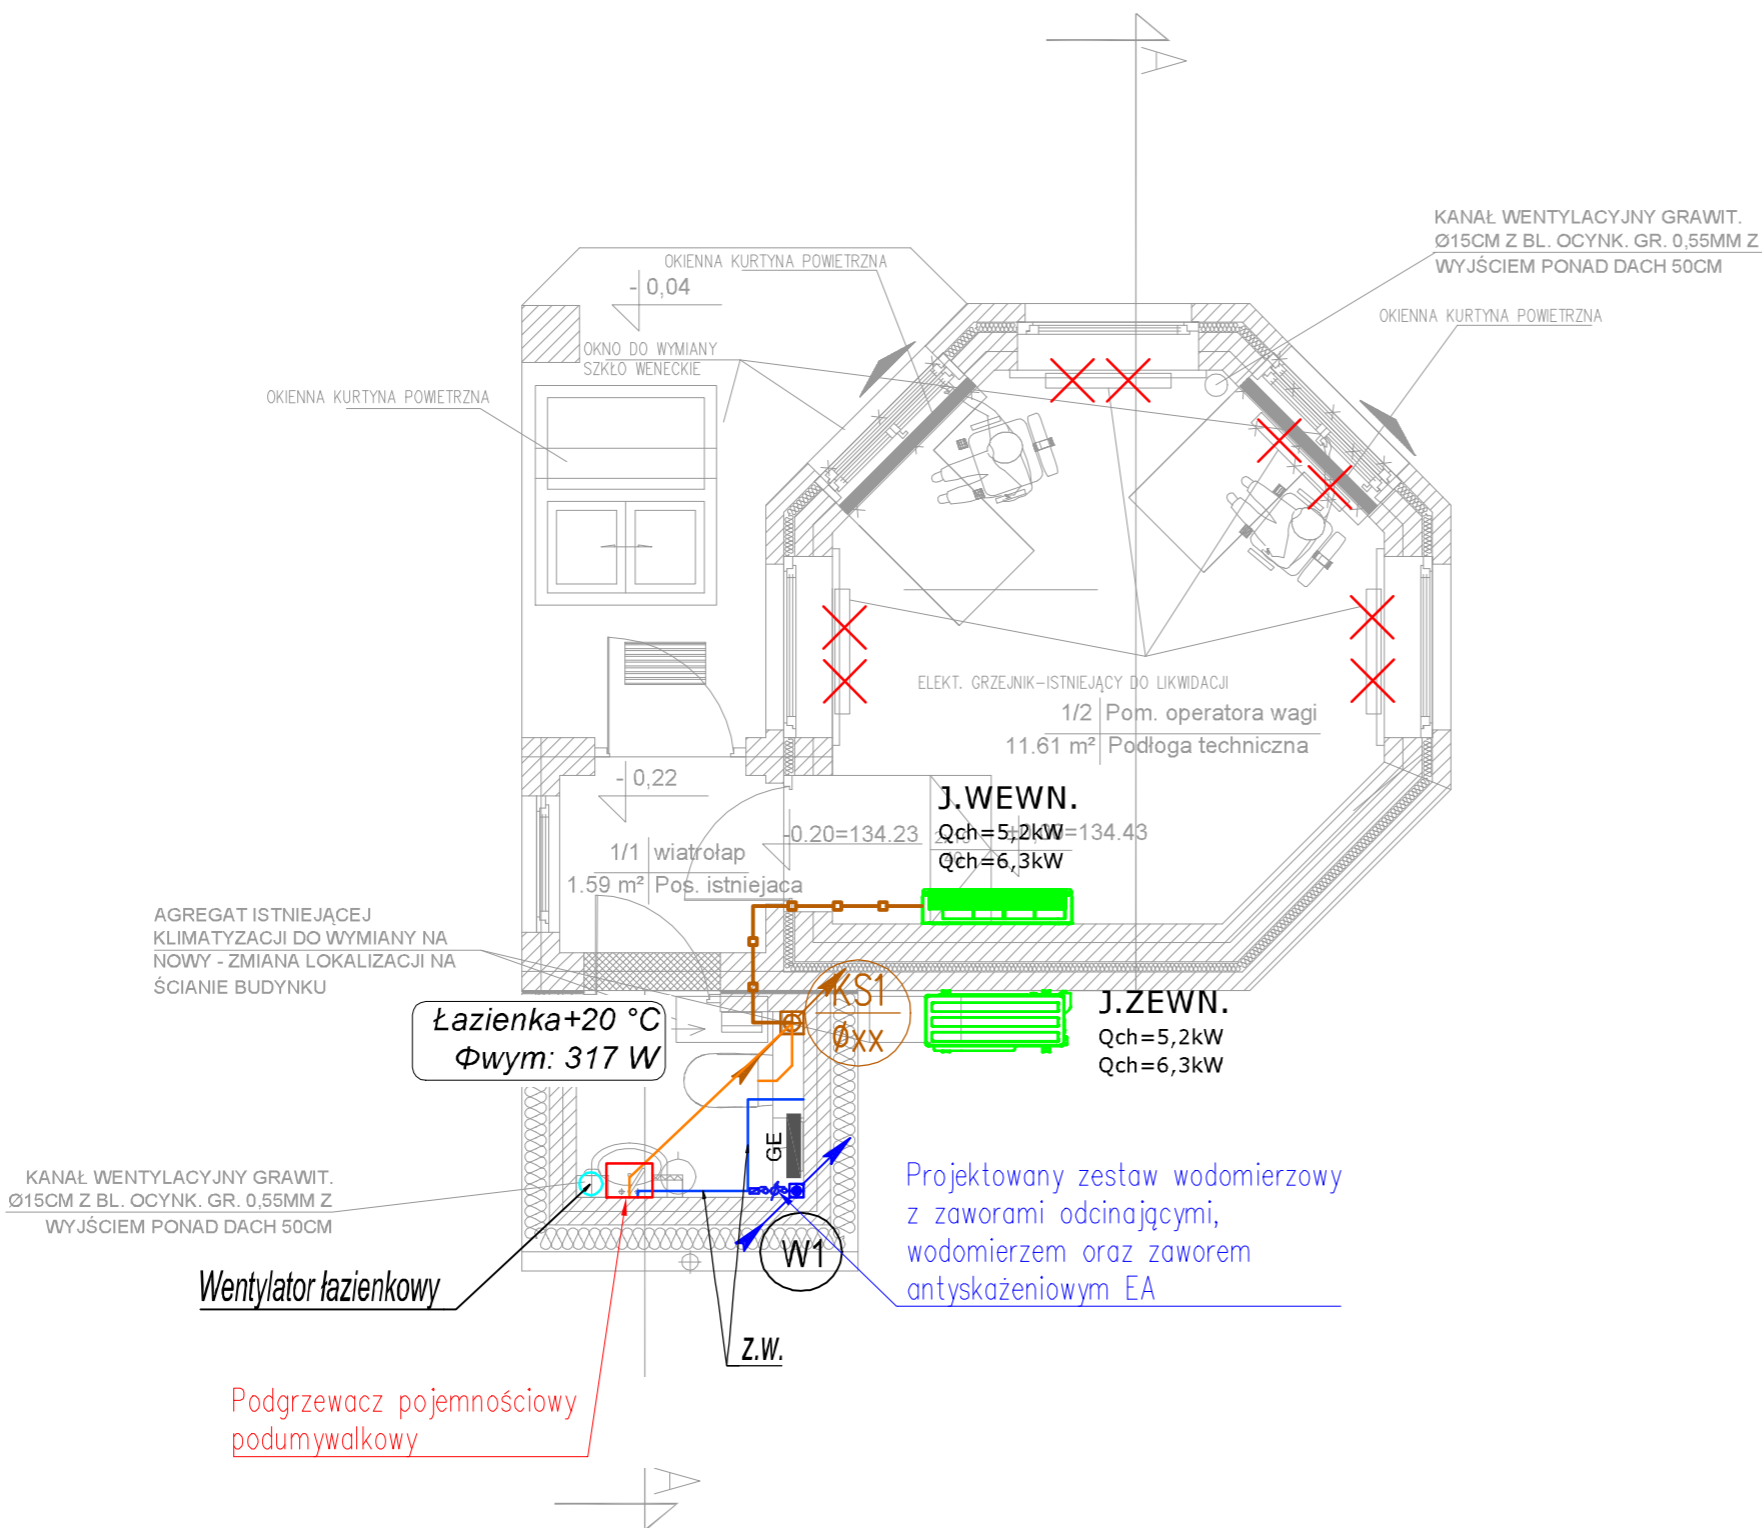 A
KANAŁ WENTYLACYJNY GRAWIT.
Ø15CM Z BL. OCYNK. GR. 0,55MM Z
WYJŚCIEM PONAD DACH 50CM
OKIENNA KURTYNA POWIETRZNA
- 0,04
OKIENNA KURTYNA POWIETRZNA
OKNO DO WYMIANY
SZKŁO WENECKIE
OKIENNA KURTYNA POWIETRZNA
ELEKT. GRZEJNIK-ISTNIEJĄCY DO LIKWIDACJI
1/2 Pom. operatora wagi
11.61 m² Podłoga techniczna
- 0,22
J.WEWN.
Qch=5,2kW
Qch=6,3kW
-0.20=134.23
=134.43
1/1 wiatrołap
1.59 m² Pos. istniejaca
AGREGAT ISTNIEJĄCEJ
KLIMATYZACJI DO WYMIANY NA
NOWY - ZMIANA LOKALIZACJI NA
ŚCIANIE BUDYNKU
KS1
Øxx
J.ZEWN.
Qch=5,2kW
Qch=6,3kW
Łazienka+20 °C
Φwym: 317 W
GE
KANAŁ WENTYLACYJNY GRAWIT.
Ø15CM Z BL. OCYNK. GR. 0,55MM Z
WYJŚCIEM PONAD DACH 50CM
Projektowany zestaw wodomierzowy
z zaworami odcinającymi,
wodomierzem oraz zaworem
antyskażeniowym EA
W1
Wentylator łazienkowy
z.w.
Podgrzewacz pojemnościowy
podumywalkowy
A